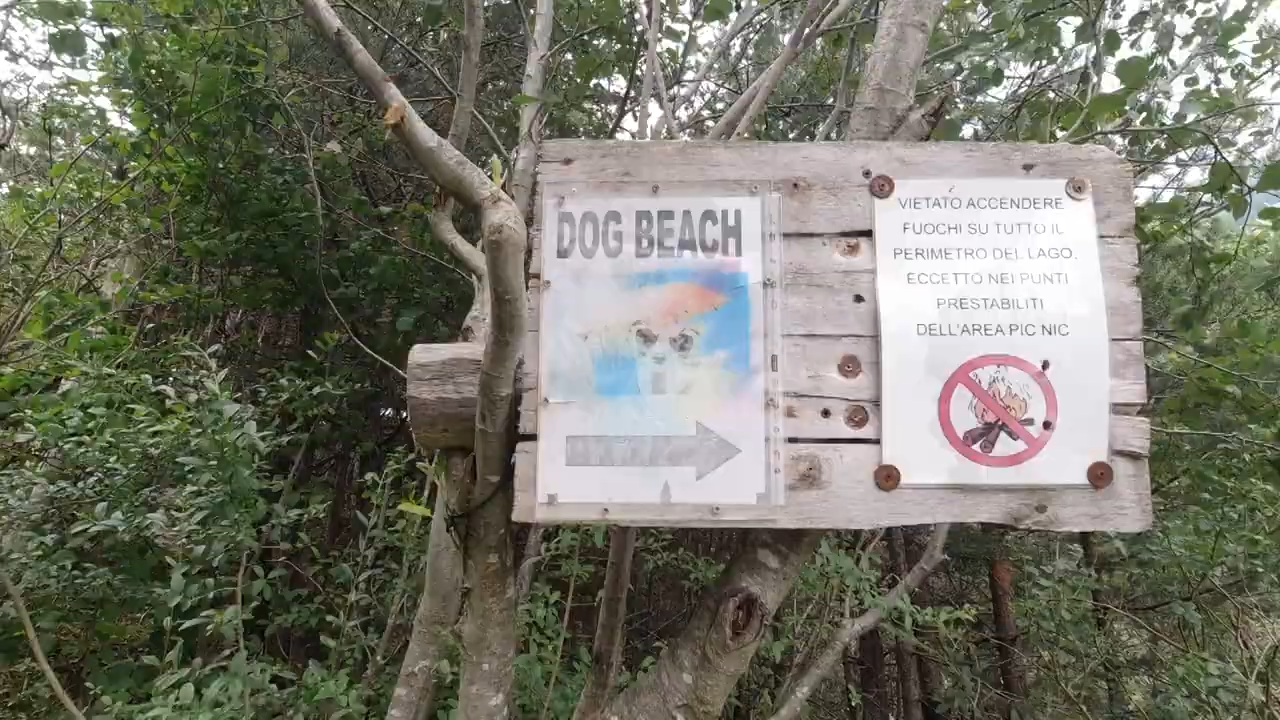 DOG BEACH
VIETATO ACCENDERE
FUOCHI SU TUTTO IL
PERIMETRO DEL LAGO.
ECCETTO NEI PUNTI
PRESTABILITI
DELL'AREA PIC NIC